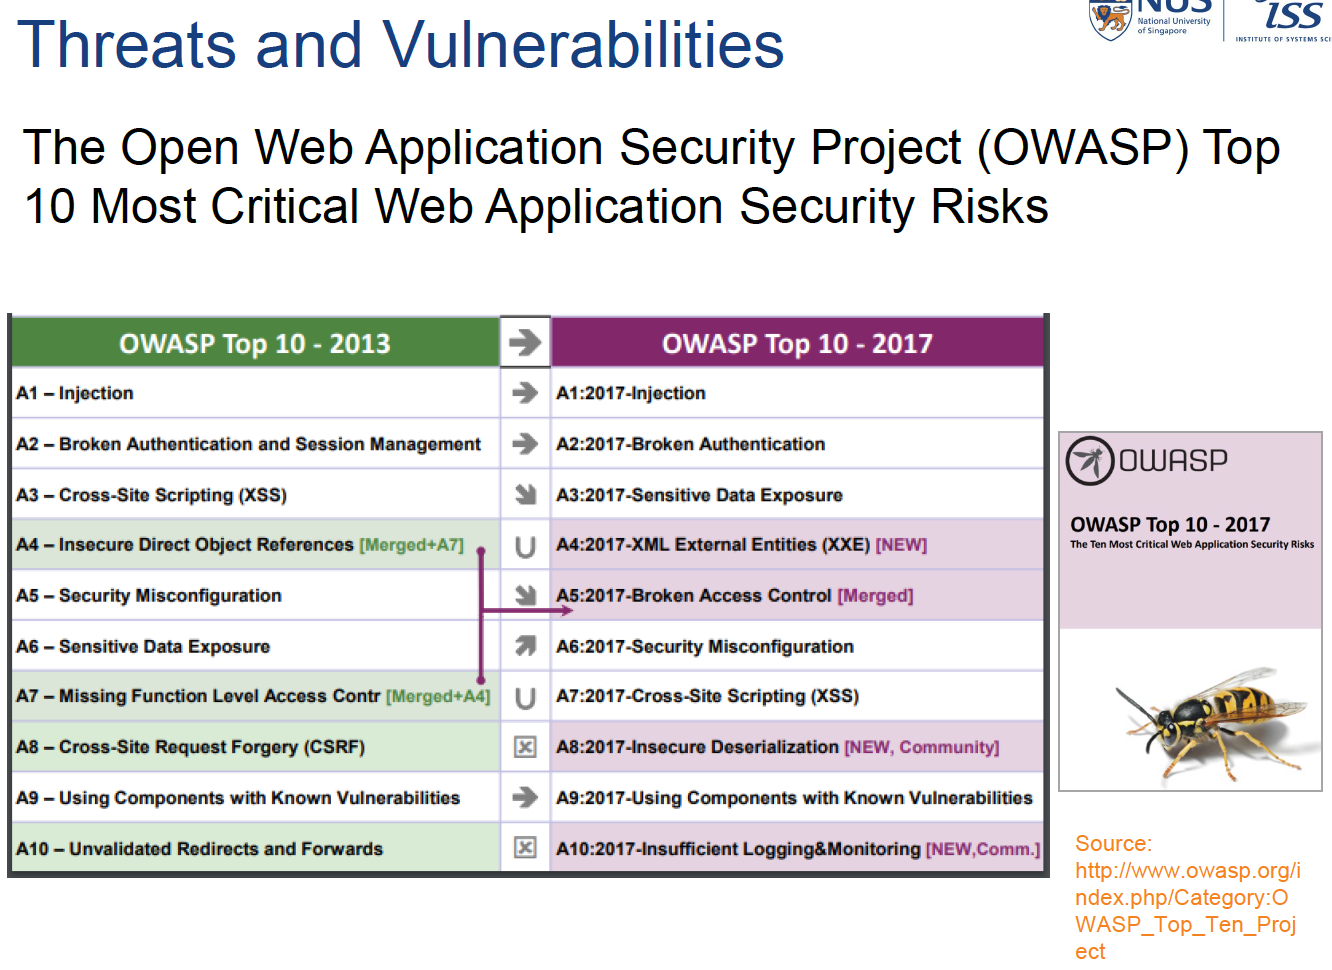 Threats and Vulnerabilities
NUS
National University
of Singapore
iss
INSTITUTE OF SYSTEMS SCI
The Open Web Application Security Project (OWASP) Top
10 Most Critical Web Application Security Risks
OWASP Top 10 - 2013
OWASP Top 10 - 2017
A1 – Injection
A1:2017-Injection
A2 – Broken Authentication and Session Management
A2:2017-Broken Authentication
A3 – Cross-Site Scripting (XSS)
A3:2017-Sensitive Data Exposure
A4 – Insecure Direct Object References [Merged+A7]
U
A4:2017-XML External Entities (XXE) [NEW]
A5 – Security Misconfiguration
A5:2017-Broken Access Control [Merged]
A6 – Sensitive Data Exposure
A6:2017-Security Misconfiguration
A7 – Missing Function Level Access Contr [Merged+A4]
U
A7:2017-Cross-Site Scripting (XSS)
A8 – Cross-Site Request Forgery (CSRF)
A8:2017-Insecure Deserialization [NEW, Community]
A9 – Using Components with Known Vulnerabilities
A9:2017-Using Components with Known Vulnerabilities
A10 – Unvalidated Redirects and Forwards
A10:2017-Insufficient Logging&Monitoring [NEW,Comm.]
OWASP
OWASP Top 10 - 2017
The Ten Most Critical Web Application Security Risks
Source:
http://www.owasp.org/i
ndex.php/Category:O
WASP_Top_Ten_Proj
ect